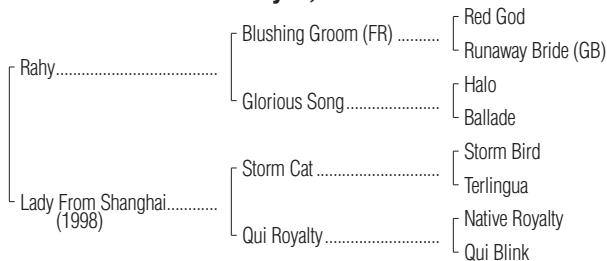 Red God
Blushing Groom (FR) ..........
Runaway Bride (GB)
Rahy.....................................
Halo
Glorious Song.....................
Ballade
Storm Bird
Storm Cat ............................
Terlingua
Lady From Shanghai............
(1998)
Native Royalty
Qui Royalty..........................
Qui Blink